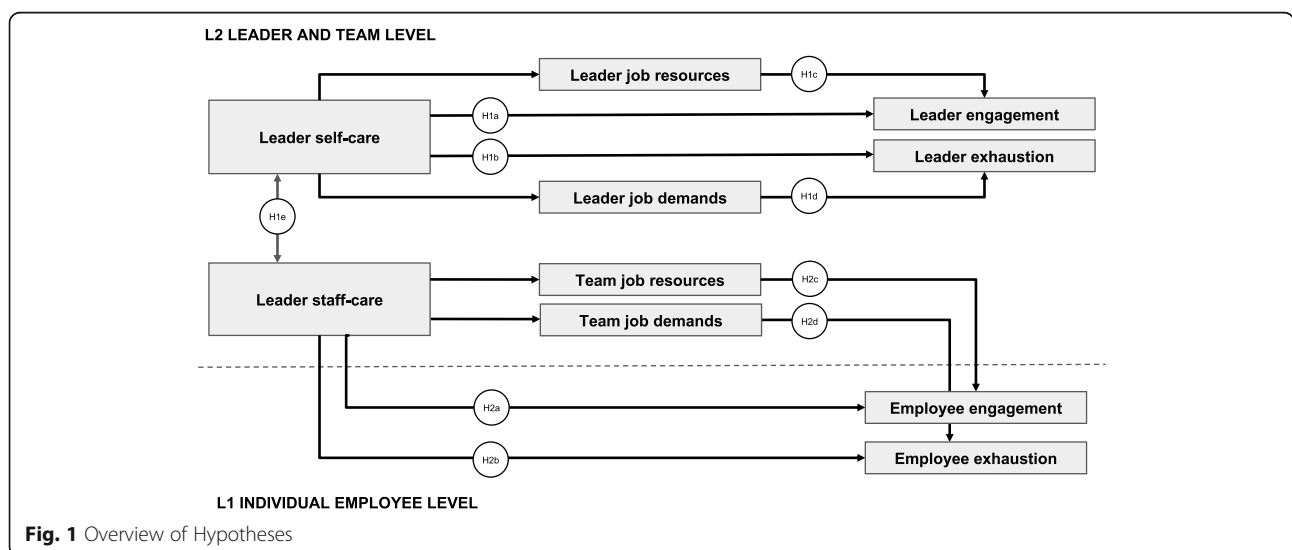 L2 LEADER AND TEAM LEVEL
Leader job resources
H1c
Leader self-care
H1a
Leader engagement
H1b
Leader exhaustion
Leader job demands
H1d
H1e
Leader staff-care
Team job resources
H2c
Team job demands
H2d
H2a
Employee engagement
H2b
Employee exhaustion
L1 INDIVIDUAL EMPLOYEE LEVEL
Fig. 1 Overview of Hypotheses